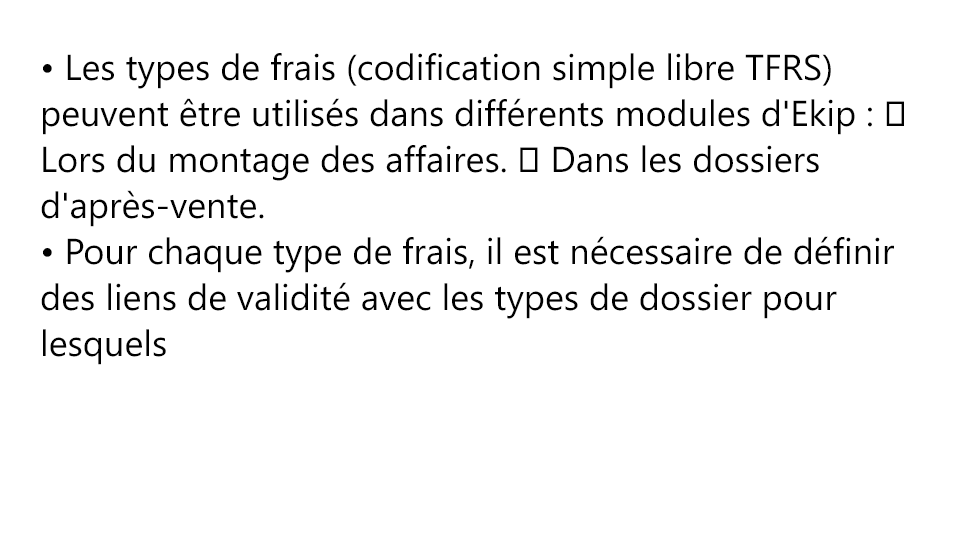 • Les types de frais (codification simple libre TFRS)
peuvent être utilisés dans différents modules d'Ekip : 
Lors du montage des affaires.  Dans les dossiers
d'après-vente.
• Pour chaque type de frais, il est nécessaire de définir
des liens de validité avec les types de dossier pour
lesquels